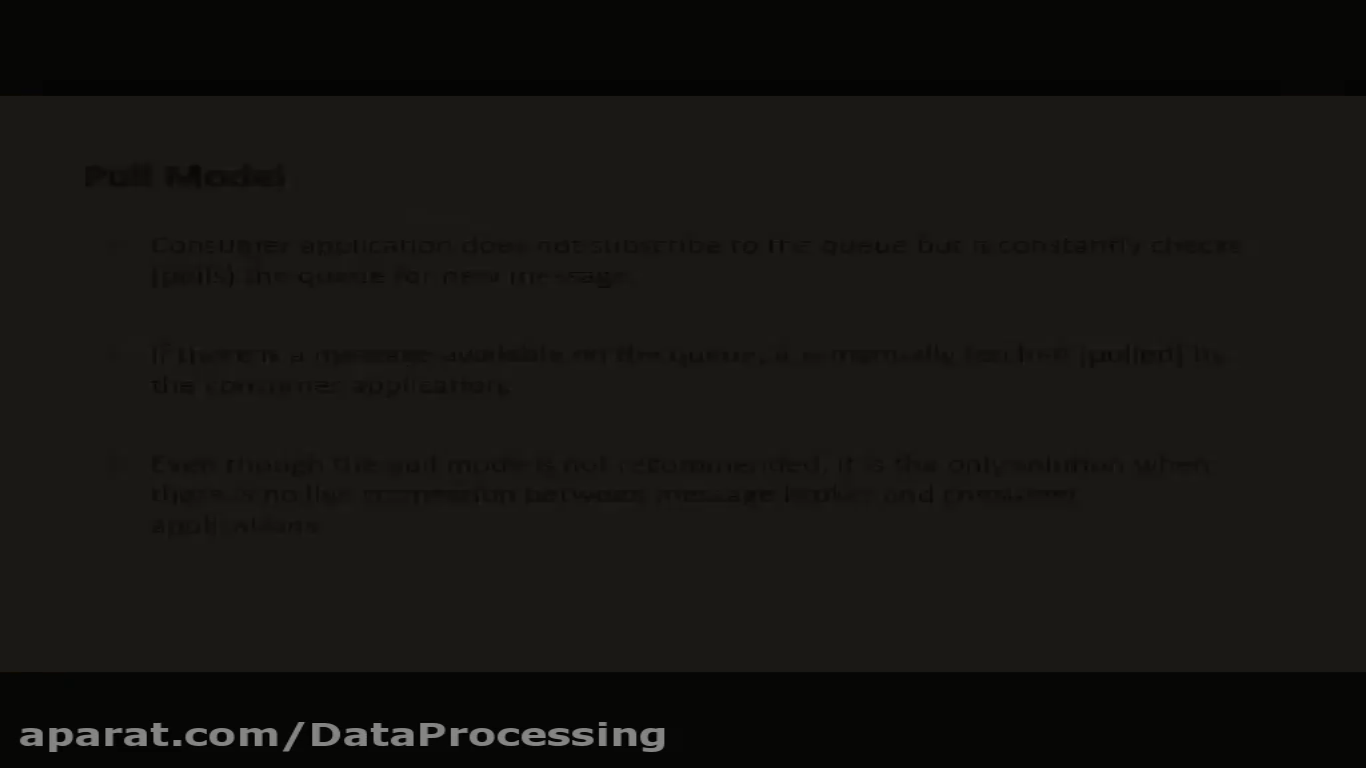 Pull Model
Consumer application does not subscribe to the queue but it constantly checks
(polls) the queue for new message.
If there is a message available on the queue, it is manually fetched (pulled) by
the consumer application.
Even though the pull mode is not recommended, it is the only solution when
there is no live connection between message broker and consumer
applications.
aparat.com/DataProcessing